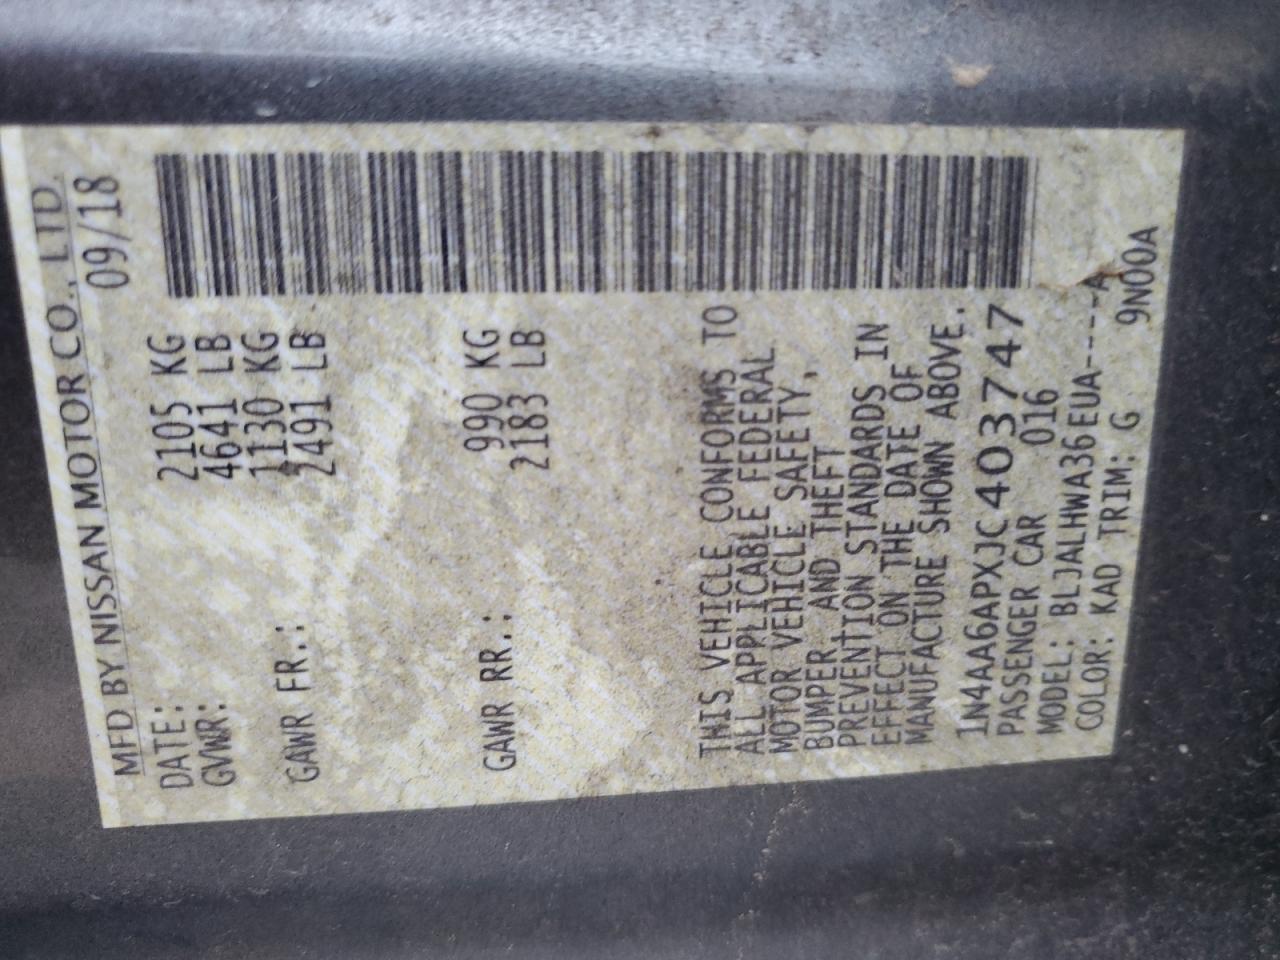 MFD BY NISSAN MOTOR CO., LTD.
DATE: 09/18
GVWR: 2105 KG
4641 LB
GAWR FR.: 1130 KG
2491 LB
GAWR RR.: 990 KG
2183 LB
THIS VEHICLE CONFORMS TO
ALL APPLICABLE FEDERAL
MOTOR VEHICLE SAFETY,
BUMPER, AND THEFT
PREVENTION STANDARDS IN
EFFECT ON THE DATE OF
MANUFACTURE SHOWN ABOVE.
1N4AA6APXJC403747
PASSENGER CAR 016
MODEL: BLJALHWA36EUA----A
COLOR: KAD TRIM: G 9N00A